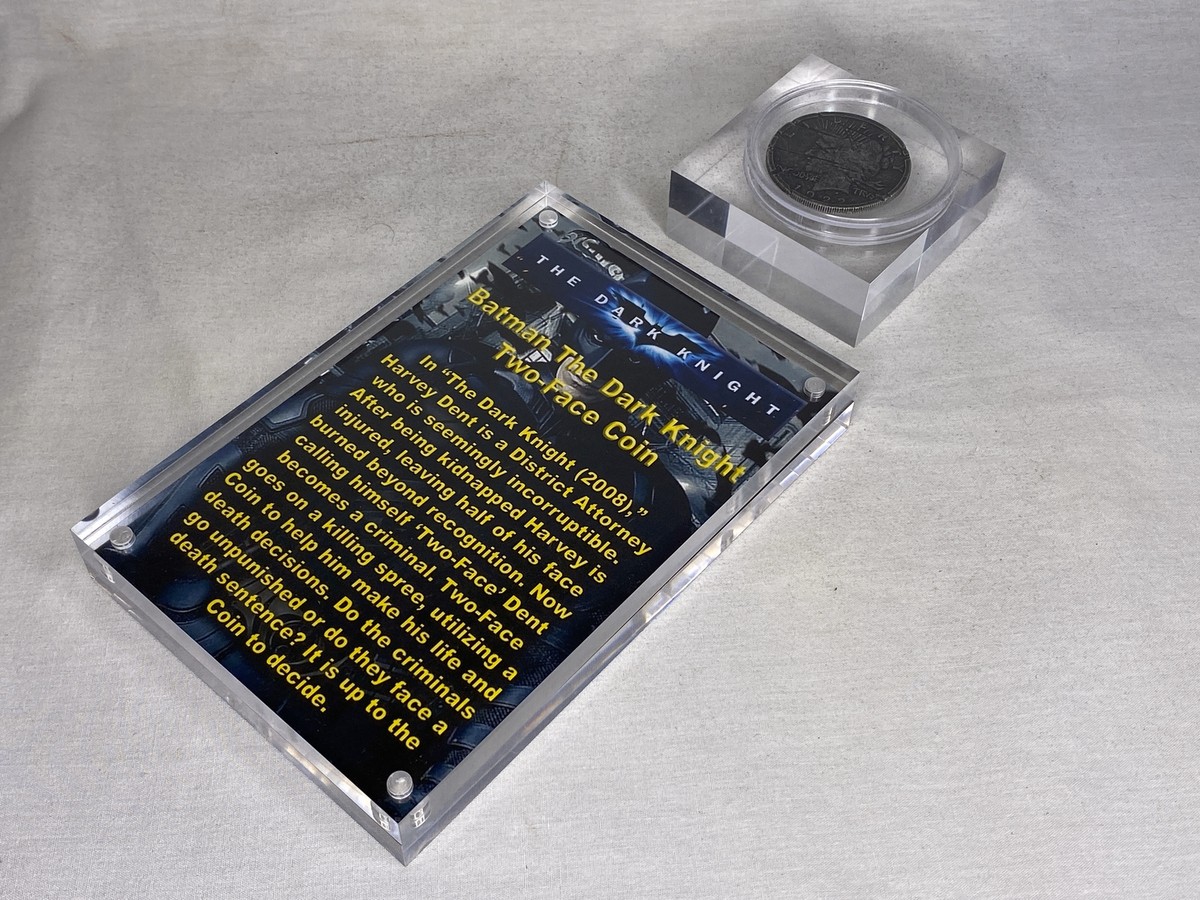 THE DARK KNIGHT
Batman The Dark Knight
Two-Face Coin
In “The Dark Knight (2008),”
Harvey Dent is a District Attorney
who is seemingly incorruptible.
After being kidnapped Harvey is
injured, leaving half of his face
burned beyond recognition. Now
calling himself ‘Two-Face’ Dent
becomes a criminal. Two-Face
goes on a killing spree, utilizing a
Coin to help him make his life and
death decisions. Do the criminals
go unpunished or do they face a
death sentence? It is up to the
Coin to decide.